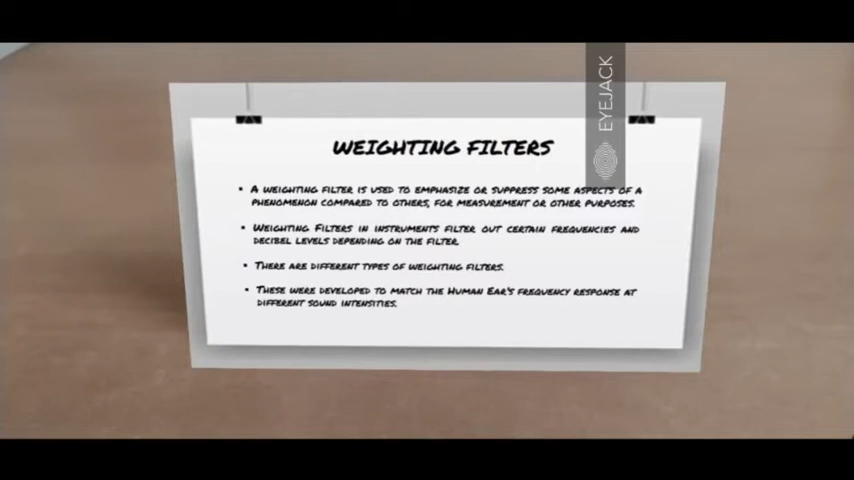 EYEJACK
WEIGHTING FILTERS
• A WEIGHTING FILTER IS USED TO EMPHASIZE OR SUPPRESS SOME ASPECTS OF A
PHENOMENON COMPARED TO OTHERS, FOR MEASUREMENT OR OTHER PURPOSES.
• WEIGHTING FILTERS IN INSTRUMENTS FILTER OUT CERTAIN FREQUENCIES AND
DECIBEL LEVELS DEPENDING ON THE FILTER.
• THERE ARE DIFFERENT TYPES OF WEIGHTING FILTERS.
• THESE WERE DEVELOPED TO MATCH THE HUMAN EAR'S FREQUENCY RESPONSE AT
DIFFERENT SOUND INTENSITIES.